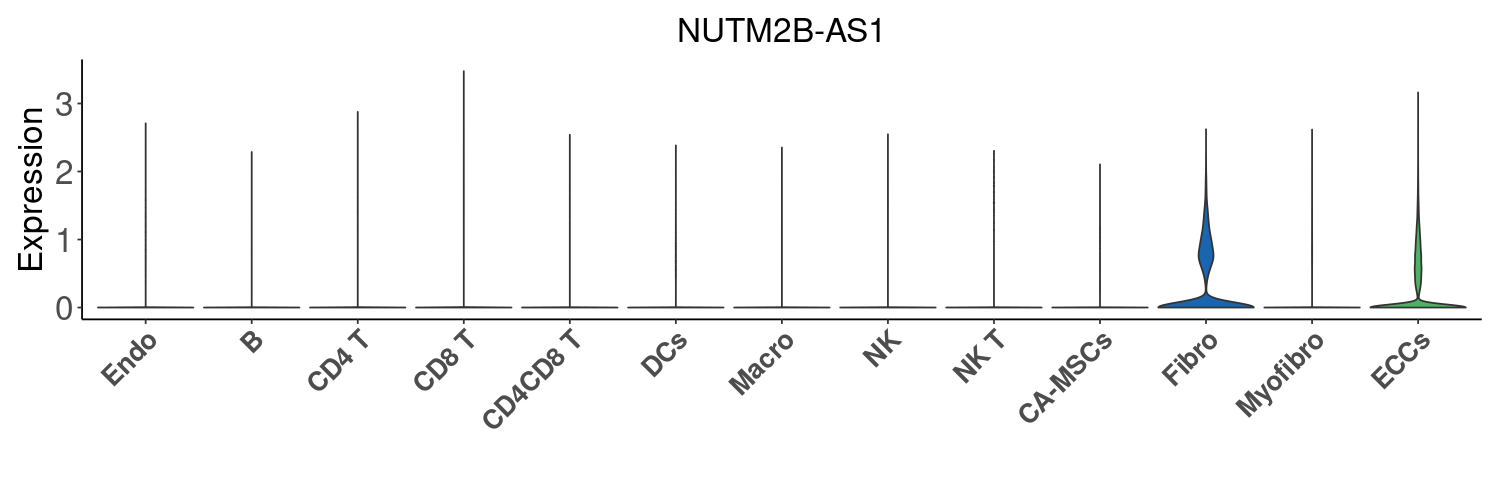 NUTM2B-AS1
Expression
3
2
1
0
Endo
B
CD4 T
CD8 T
CD4CD8 T
DCs
Macro
NK
NK T
CA-MSCs
Fibro
Myofibro
ECCs